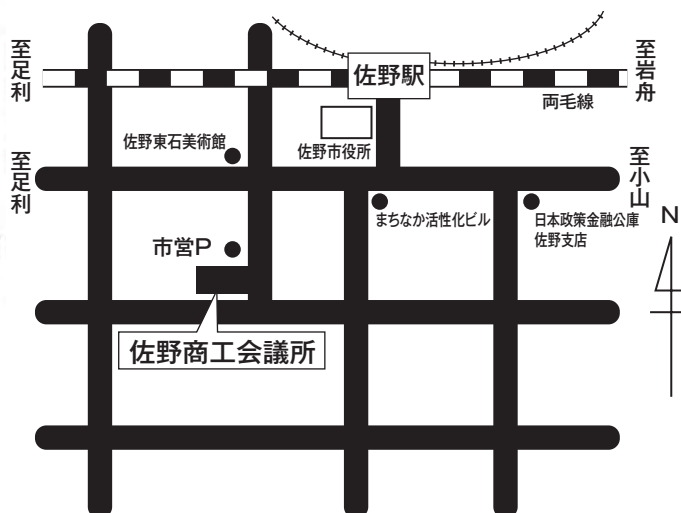 至足利
佐野駅
至岩舟
両毛線
佐野東石美術館
佐野市役所
至足利
至小山
まちなか活性化ビル
日本政策金融公庫
佐野支店
N
市営P
佐野商工会議所